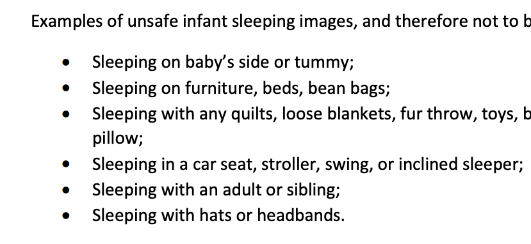 Examples of unsafe infant sleeping images, and therefore not to
• Sleeping on baby's side or tummy;
• Sleeping on furniture, beds, bean bags;
• Sleeping with any quilts, loose blankets, fur throw, toys,
pillow;
• Sleeping in a car seat, stroller, swing, or inclined sleeper;
• Sleeping with an adult or sibling;
• Sleeping with hats or headbands.